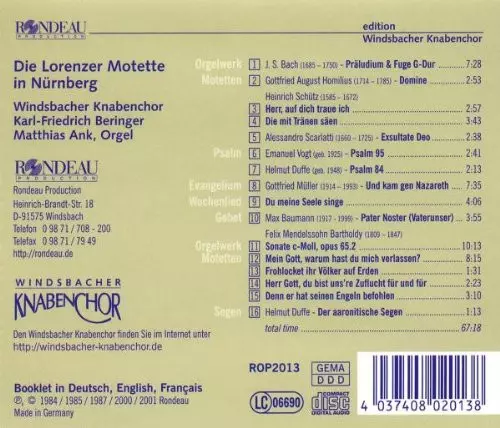 RONDEAU
PRODUCTION
edition
Windsbacher Knabenchor
Die Lorenzer Motette
in Nürnberg
Windsbacher Knabenchor
Karl-Friedrich Beringer
Matthias Ank, Orgel
RONDEAU
PRODUCTION
Rondeau Production
Heinrich-Brandt-Str. 18
D-91575 Windsbach
Telefon 0 98 71 / 708 - 200
Telefax 0 98 71 / 79 49
http://rondeau.de
WINDSBACHER
KNABENCHOR
Den Windsbacher Knabenchor finden Sie im Internet unter
http://windsbacher-knabenchor.de
Booklet in Deutsch, English, Français
℗, © 1984 / 1985 / 1987 / 2000 / 2001 Rondeau
Made in Germany
Orgelwerk 1 J. S. Bach (1685 – 1750) - Präludium & Fuge G-Dur 7:28
Motetten 2 Gottfried August Homilius (1714 – 1785) - Domine 2:53
Heinrich Schütz (1585 – 1672)
3 Herr, auf dich traue ich 2:57
4 Die mit Tränen säen 3:43
5 Alessandro Scarlatti (1660 – 1725) - Exsultate Deo 2:38
Psalm 6 Emanuel Vogt (geb. 1925) - Psalm 95 2:41
7 Helmut Duffe (geb. 1948) - Psalm 84 2:13
Evangelium 8 Gottfried Müller (1914 – 1993) - Und kam gen Nazareth 7:35
Wochenlied 9 Du meine Seele singe 1:06
Gebet 10 Max Baumann (1917 - 1999) - Pater Noster (Vaterunser) 3:55
Felix Mendelssohn Bartholdy (1809 – 1847)
Orgelwerk 11 Sonate c-Moll, opus 65.2 10:13
Motetten 12 Mein Gott, warum hast du mich verlassen? 8:15
13 Frohlocket ihr Völker auf Erden 1:31
14 Herr Gott, du bist uns're Zuflucht für und für 2:23
15 Denn er hat seinen Engeln befohlen 3:10
Segen 16 Helmut Duffe - Der aaronitische Segen 1:13
total time 67:18
ROP2013
GEMA
DDD
LC 06690
COMPACT
disc
DIGITAL AUDIO
4 037408 020138